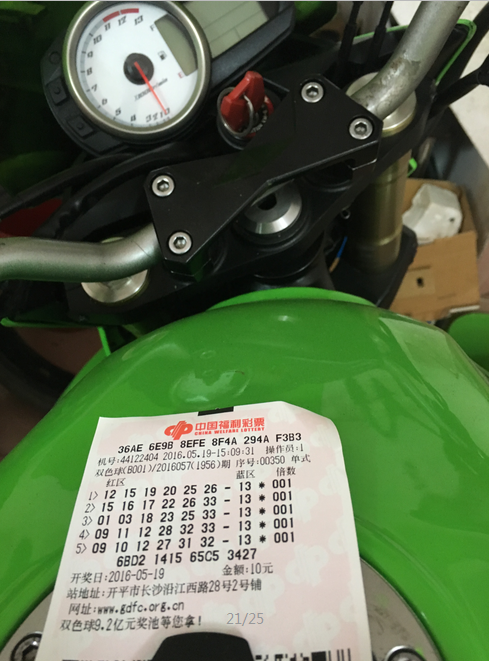 中国福利彩票
CHINA WELFARE LOTTERY
36AE 6E9B 8EFE 8F4A 294A F3B3
机号:44122404 2016.05.19-15:09:31 操作员:1
双色球(B001)/2016057(1956)期 序号:00350 单式
红区 蓝区 倍数
1) 12 15 19 20 25 26 - 13 * 001
2) 15 16 17 22 26 33 - 13 * 001
3) 01 03 18 23 25 33 - 13 * 001
4) 09 11 12 28 32 33 - 13 * 001
5) 09 10 12 27 31 32 - 13 * 001
6BD2 1415 65C5 3427
开奖日:2016-05-19 金额:10元
站地址:开平市长沙沿江西路28号2号铺
网址:www.gdfc.org.cn
双色球9.2亿元奖池等您拿!
21/25